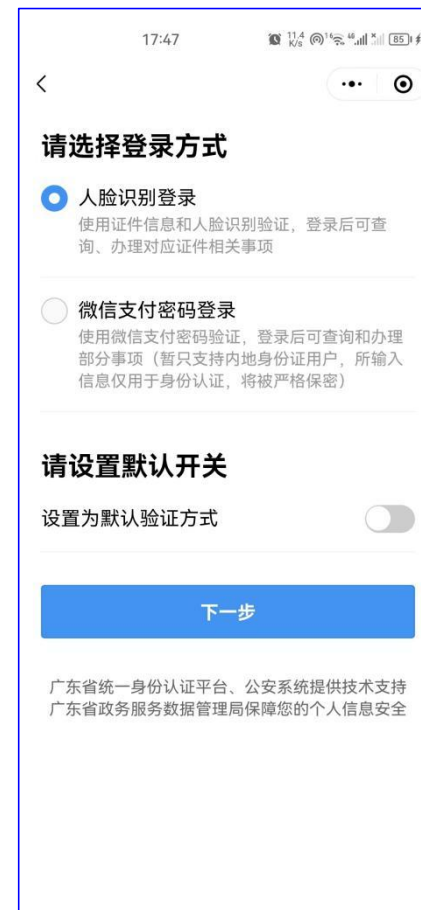 17:47
11.4
K/s
16
46
85
请选择登录方式
人脸识别登录
使用证件信息和人脸识别验证，登录后可查
询、办理对应证件相关事项
微信支付密码登录
使用微信支付密码验证，登录后可查询和办理
部分事项（暂只支持内地身份证用户，所输入
信息仅用于身份认证，将被严格保密）
请设置默认开关
设置为默认验证方式
下一步
广东省统一身份认证平台、公安系统提供技术支持
广东省政务服务数据管理局保障您的个人信息安全